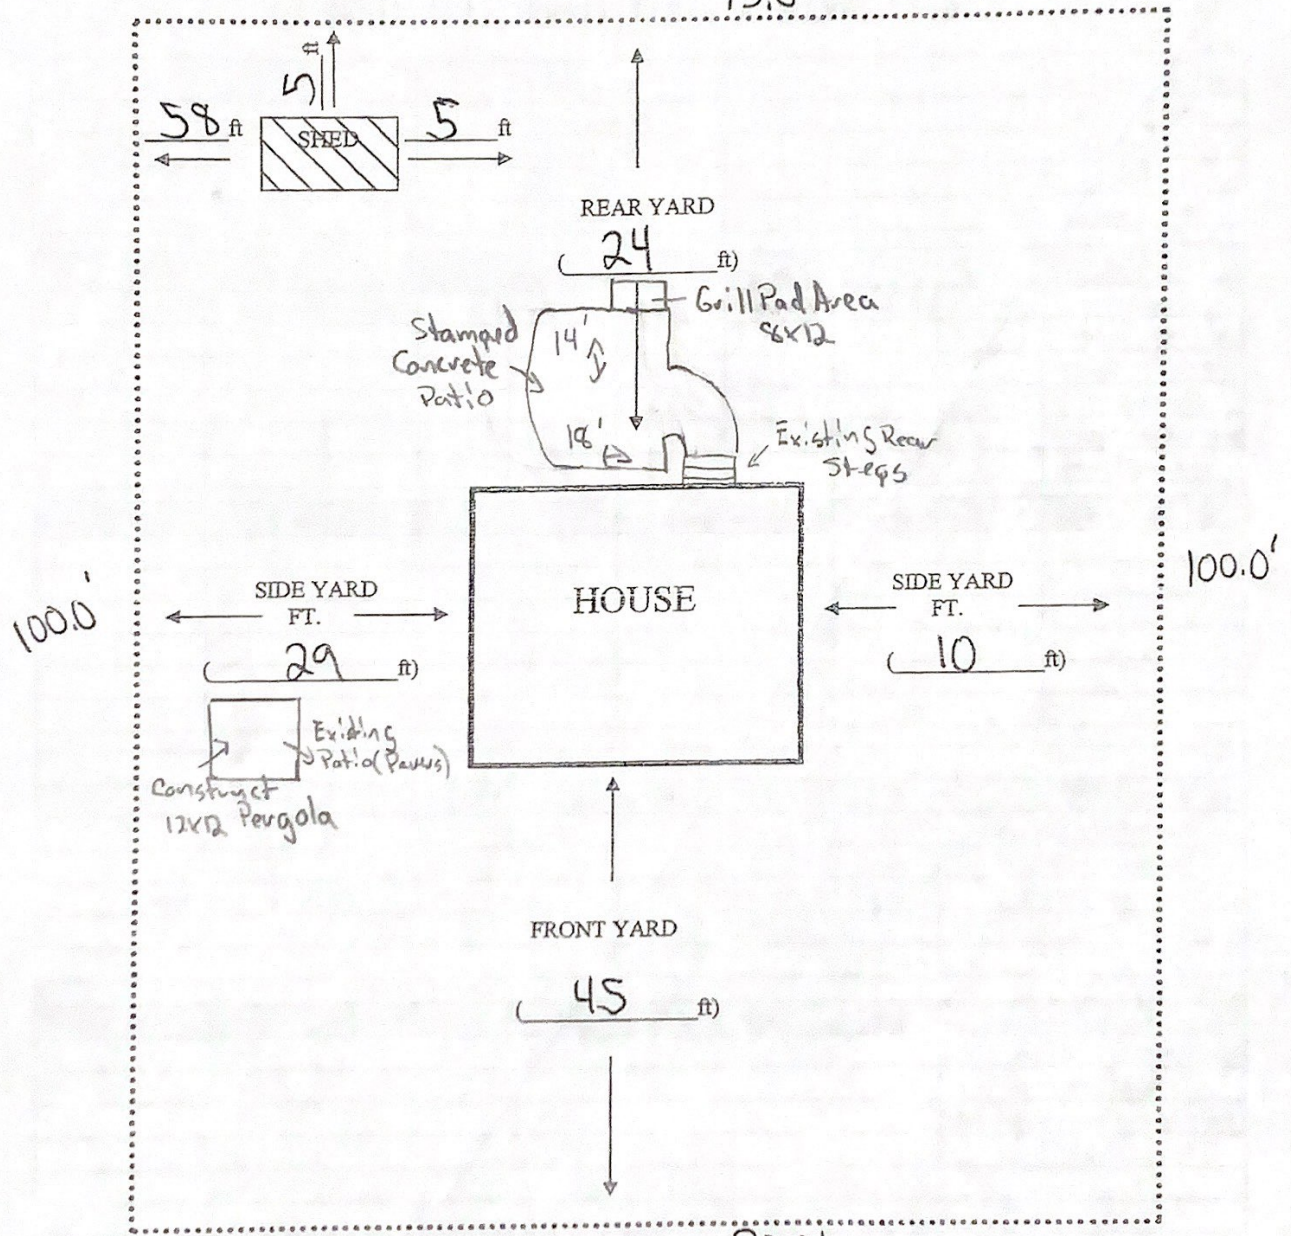 ft
5
58 ft
SHED
5 ft
REAR YARD
( 24 ft)
Grill Pad Area
8x12
Stamped
Concrete
Patio
14'
18'
Existing Rear
Steps
100.0'
SIDE YARD
FT.
( 29 ft)
HOUSE
SIDE YARD
FT.
( 10 ft)
100.0'
Existing
Patio (Pavers)
Construct
12x12 Pergola
FRONT YARD
( 45 ft)